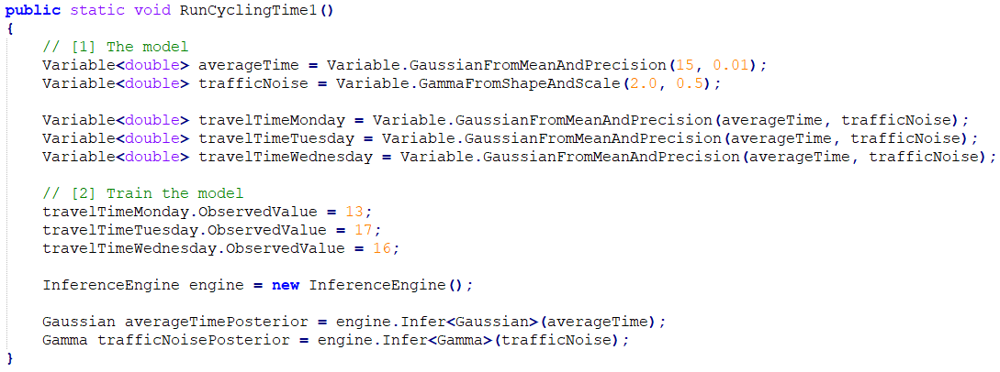 public static void RunCyclingTime1()
{
    // [1] The model
    Variable<double> averageTime = Variable.GaussianFromMeanAndPrecision(15, 0.01);
    Variable<double> trafficNoise = Variable.GammaFromShapeAndScale(2.0, 0.5);

    Variable<double> travelTimeMonday = Variable.GaussianFromMeanAndPrecision(averageTime, trafficNoise);
    Variable<double> travelTimeTuesday = Variable.GaussianFromMeanAndPrecision(averageTime, trafficNoise);
    Variable<double> travelTimeWednesday = Variable.GaussianFromMeanAndPrecision(averageTime, trafficNoise);

    // [2] Train the model
    travelTimeMonday.ObservedValue = 13;
    travelTimeTuesday.ObservedValue = 17;
    travelTimeWednesday.ObservedValue = 16;

    InferenceEngine engine = new InferenceEngine();

    Gaussian averageTimePosterior = engine.Infer<Gaussian>(averageTime);
    Gamma trafficNoisePosterior = engine.Infer<Gamma>(trafficNoise);
}